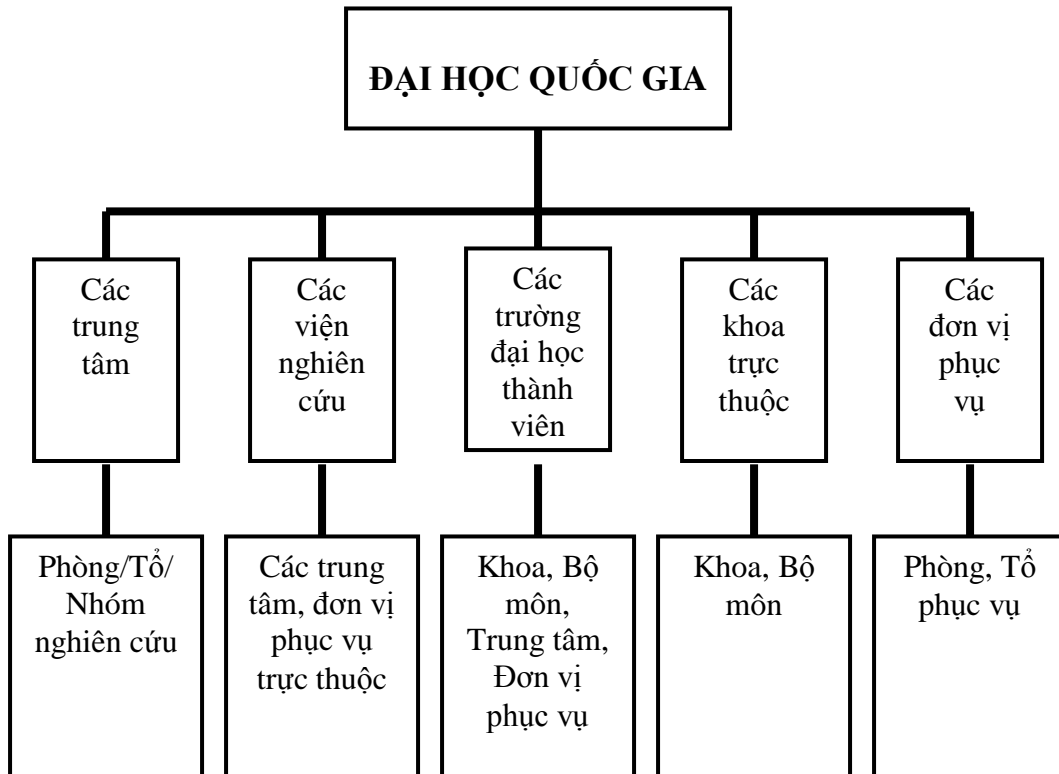 ĐẠI HỌC QUỐC GIA
Các
trung
tâm
Các
viện
nghiên
cứu
Các
trường
đại học
thành
viên
Các
khoa
trực
thuộc
Các
đơn vị
phục
vụ
Phòng/Tổ/
Nhóm
nghiên cứu
Các trung
tâm, đơn vị
phục vụ
trực thuộc
Khoa, Bộ
môn,
Trung tâm,
Đơn vị
phục vụ
Khoa, Bộ
môn
Phòng, Tổ
phục vụ